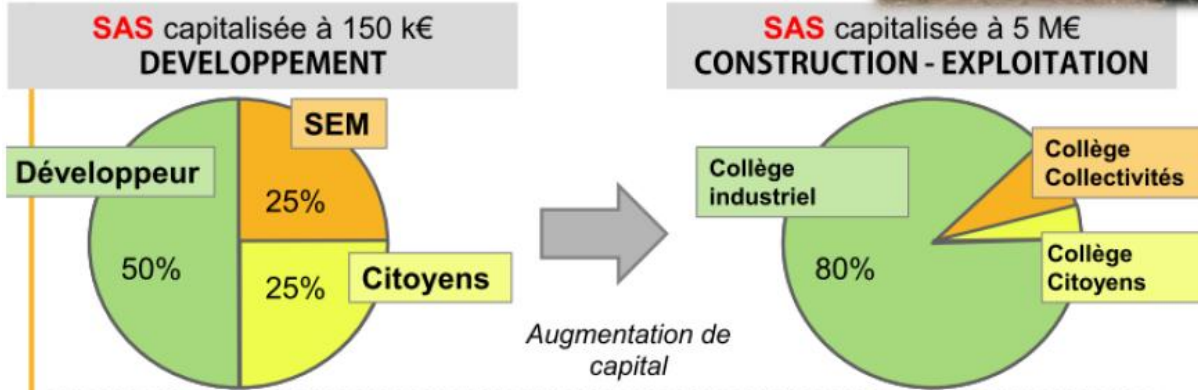 SAS capitalisée à 150 k€
DEVELOPPEMENT
SEM
Développeur
25%
50%
25%
Citoyens
Augmentation de
capital
SAS capitalisée à 5 M€
CONSTRUCTION - EXPLOITATION
Collège
industriel
Collège
Collectivités
80%
Collège
Citoyens